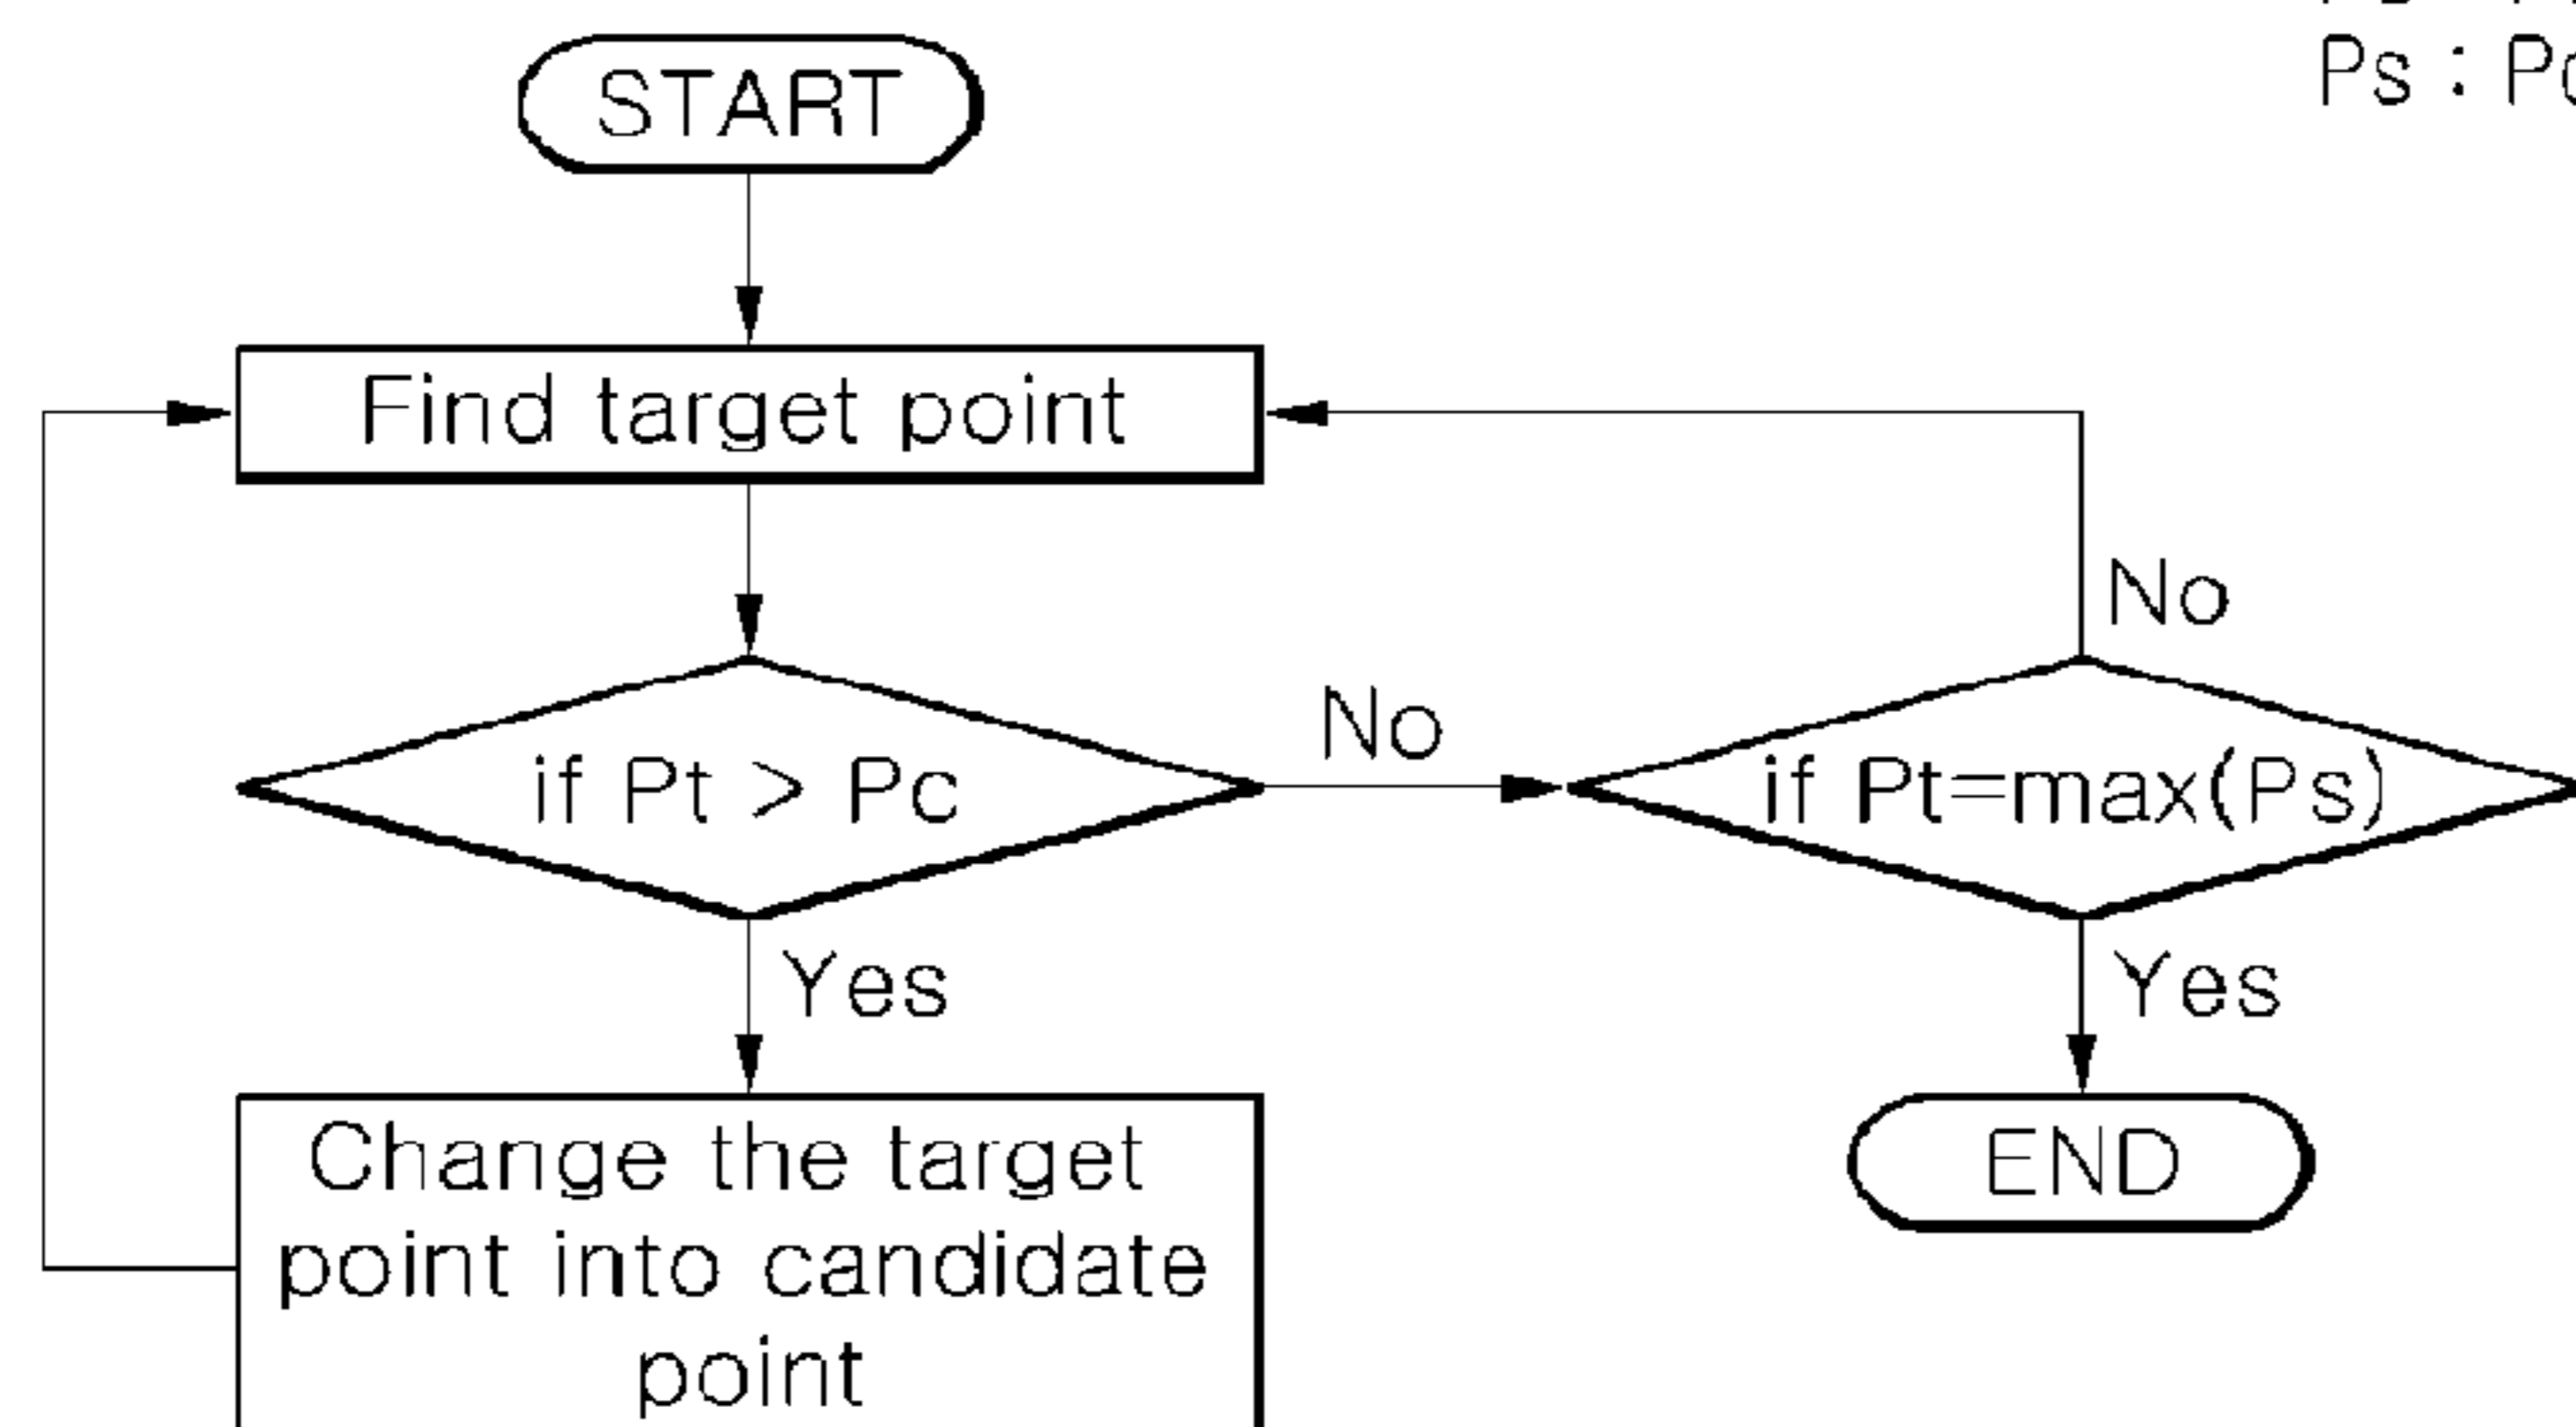 Ps :
START
Find target point
No
if Pt > Pc
No
if Pt=max(Ps)
Yes
Yes
Change the target
point into candidate
point
END